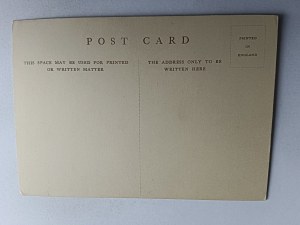 POST CARD
THIS SPACE MAY BE USED FOR PRINTED
OR WRITTEN MATTER
THE ADDRESS ONLY TO BE
WRITTEN HERE
PRINTED
IN
ENGLAND